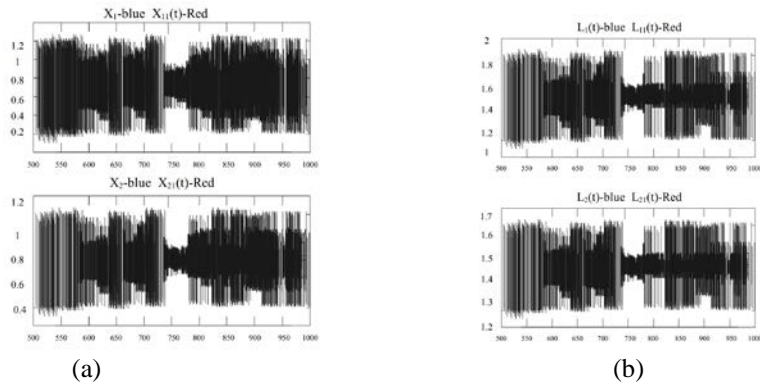 X₁-blue X₁₁(t)-Red
1.2
1
0.8
0.6
0.4
0.2
500 550 600 650 700 750 800 850 900 950 1000
X₂-blue X₂₁(t)-Red
1.2
1
0.8
0.6
0.4
500 550 600 650 700 750 800 850 900 950 1000
(a)
L₁(t)-blue L₁₁(t)-Red
2
1.8
1.6
1.4
1.2
1
500 550 600 650 700 750 800 850 900 950 1000
L₂(t)-blue L₂₁(t)-Red
1.7
1.6
1.5
1.4
1.3
1.2
500 550 600 650 700 750 800 850 900 950 1000
(b)